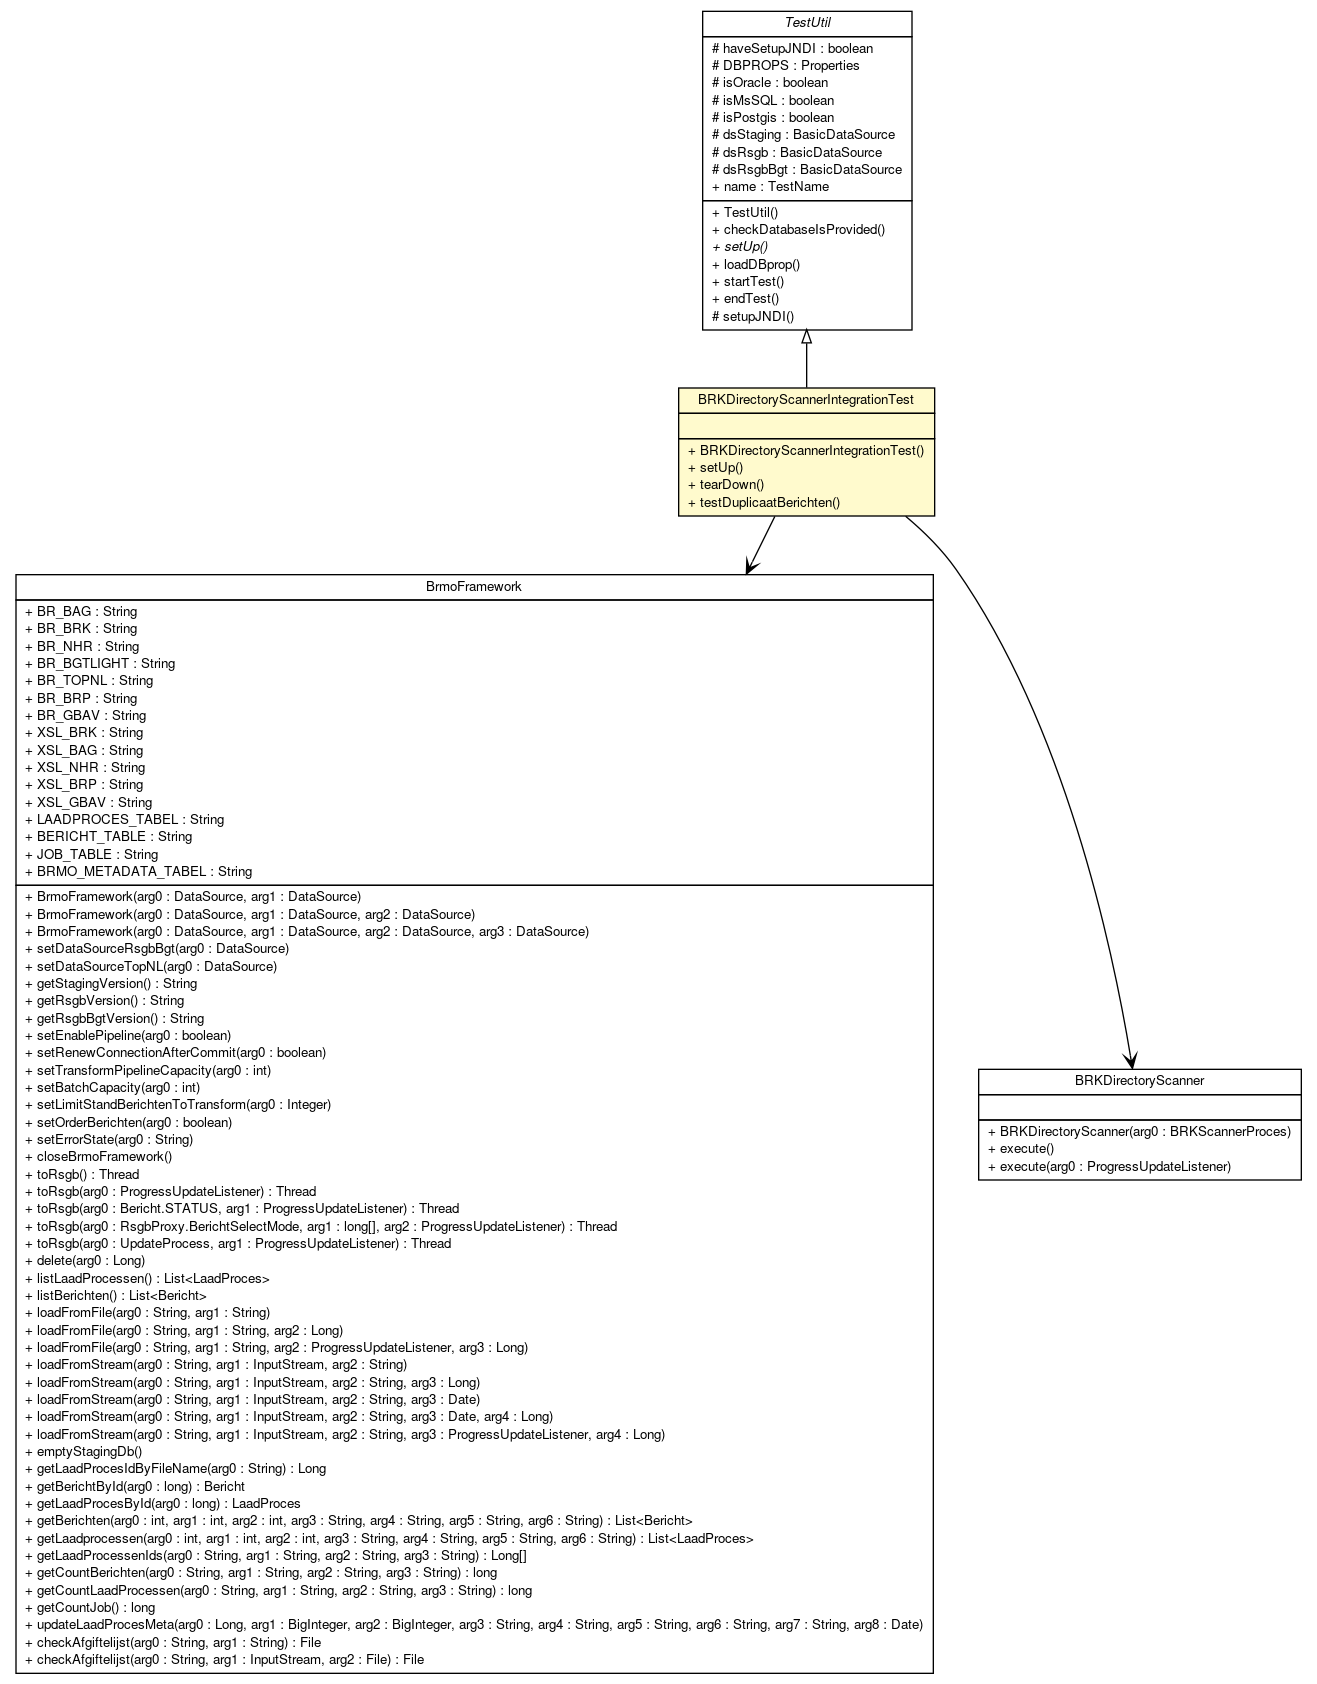 TestUtil
# haveSetupJNDI : boolean
# DBPROPS : Properties
# isOracle : boolean
# isMsSQL : boolean
# isPostgis : boolean
# dsStaging : BasicDataSource
# dsRsgb : BasicDataSource
# dsRsgbBgt : BasicDataSource
+ name : TestName
+ TestUtil()
+ checkDatabaseIsProvided()
+ setUp()
+ loadDBprop()
+ startTest()
+ endTest()
# setupJNDI()
BRKDirectoryScannerIntegrationTest
+ BRKDirectoryScannerIntegrationTest()
+ setUp()
+ tearDown()
+ testDuplicaatBerichten()
BrmoFramework
+ BR_BAG : String
+ BR_BRK : String
+ BR_NHR : String
+ BR_BGTLIGHT : String
+ BR_TOPNL : String
+ BR_BRP : String
+ BR_GBAV : String
+ XSL_BRK : String
+ XSL_BAG : String
+ XSL_NHR : String
+ XSL_BRP : String
+ XSL_GBAV : String
+ LAADPROCES_TABEL : String
+ BERICHT_TABLE : String
+ JOB_TABLE : String
+ BRMO_METADATA_TABEL : String
+ BrmoFramework(arg0 : DataSource, arg1 : DataSource)
+ BrmoFramework(arg0 : DataSource, arg1 : DataSource, arg2 : DataSource)
+ BrmoFramework(arg0 : DataSource, arg1 : DataSource, arg2 : DataSource, arg3 : DataSource)
+ setDataSourceRsgbBgt(arg0 : DataSource)
+ setDataSourceTopNL(arg0 : DataSource)
+ getStagingVersion() : String
+ getRsgbVersion() : String
+ getRsgbBgtVersion() : String
+ setEnablePipeline(arg0 : boolean)
+ setRenewConnectionAfterCommit(arg0 : boolean)
+ setTransformPipelineCapacity(arg0 : int)
+ setBatchCapacity(arg0 : int)
+ setLimitStandBerichtenToTransform(arg0 : Integer)
+ setOrderBerichten(arg0 : boolean)
+ setErrorState(arg0 : String)
+ closeBrmoFramework()
+ toRsgb() : Thread
+ toRsgb(arg0 : ProgressUpdateListener) : Thread
+ toRsgb(arg0 : Bericht.STATUS, arg1 : ProgressUpdateListener) : Thread
+ toRsgb(arg0 : RsgbProxy.BerichtSelectMode, arg1 : long[], arg2 : ProgressUpdateListener) : Thread
+ toRsgb(arg0 : UpdateProcess, arg1 : ProgressUpdateListener) : Thread
+ delete(arg0 : Long)
+ listLaadProcessen() : List<LaadProces>
+ listBerichten() : List<Bericht>
+ loadFromFile(arg0 : String, arg1 : String)
+ loadFromFile(arg0 : String, arg1 : String, arg2 : Long)
+ loadFromFile(arg0 : String, arg1 : String, arg2 : ProgressUpdateListener, arg3 : Long)
+ loadFromStream(arg0 : String, arg1 : InputStream, arg2 : String)
+ loadFromStream(arg0 : String, arg1 : InputStream, arg2 : String, arg3 : Long)
+ loadFromStream(arg0 : String, arg1 : InputStream, arg2 : String, arg3 : Date)
+ loadFromStream(arg0 : String, arg1 : InputStream, arg2 : String, arg3 : Date, arg4 : Long)
+ loadFromStream(arg0 : String, arg1 : InputStream, arg2 : String, arg3 : ProgressUpdateListener, arg4 : Long)
+ emptyStagingDb()
+ getLaadProcesIdByFileName(arg0 : String) : Long
+ getBerichtById(arg0 : long) : Bericht
+ getLaadProcesById(arg0 : long) : LaadProces
+ getBerichten(arg0 : int, arg1 : int, arg2 : int, arg3 : String, arg4 : String, arg5 : String, arg6 : String) : List<Bericht>
+ getLaadprocessen(arg0 : int, arg1 : int, arg2 : int, arg3 : String, arg4 : String, arg5 : String, arg6 : String) : List<LaadProces>
+ getLaadProcessenIds(arg0 : String, arg1 : String, arg2 : String, arg3 : String) : Long[]
+ getCountBerichten(arg0 : String, arg1 : String, arg2 : String, arg3 : String) : long
+ getCountLaadProcessen(arg0 : String, arg1 : String, arg2 : String, arg3 : String) : long
+ getCountJob() : long
+ updateLaadProcesMeta(arg0 : Long, arg1 : BigInteger, arg2 : BigInteger, arg3 : String, arg4 : String, arg5 : String, arg6 : String, arg7 : String, arg8 : Date)
+ checkAfgiftelijst(arg0 : String, arg1 : String) : File
+ checkAfgiftelijst(arg0 : String, arg1 : InputStream, arg2 : File) : File
BRKDirectoryScanner
+ BRKDirectoryScanner(arg0 : BRKScannerProces)
+ execute()
+ execute(arg0 : ProgressUpdateListener)